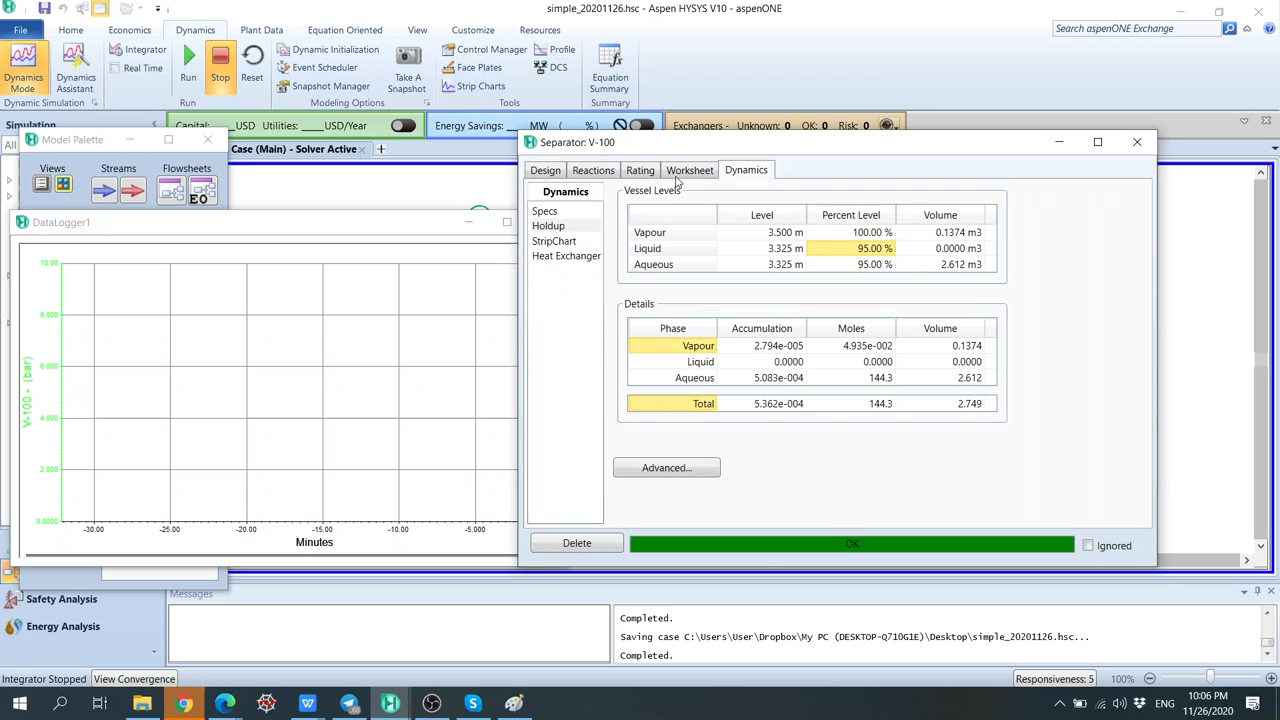 simple_20201126.hsc - Aspen HYSYS V10 - aspenONE
File Home Economics Dynamics Plant Data Equation Oriented View Customize Resources
Search aspenONE Exchange
Dynamics Mode
Dynamics Assistant
Dynamic Simulation
Integrator
Real Time
Run
Stop
Reset
Run
Dynamics Initialization
Event Scheduler
Snapshot Manager
Take A Snapshot
Modeling Options
Control Manager
Face Plates
Strip Charts
Profile
DCS
Tools
Equation Summary
Summary
Simulation
Capital: ___USD Utilities: ____USD/Year
Energy Savings: ___ MW ( __%)
Exchangers - Unknown: 0 OK: 0 Risk: 0
All
Case (Main) - Solver Active
Model Palette
Views Streams Flowsheets
EO
DataLogger1
V-100 - (bar)
10.00
8.000
6.000
4.000
2.000
0.0000
-30.00 -25.00 -20.00 -15.00 -10.00 -5.000
Minutes
Separator: V-100
Design Reactions Rating Worksheet Dynamics
Dynamics
Specs
Holdup
StripChart
Heat Exchanger
Vessel Levels
Level Percent Level Volume
Vapour 3.500 m 100.00 % 0.1374 m3
Liquid 3.325 m 95.00 % 0.0000 m3
Aqueous 3.325 m 95.00 % 2.612 m3
Details
Phase Accumulation Moles Volume
Vapour 2.794e-005 4.935e-002 0.1374
Liquid 0.0000 0.0000 0.0000
Aqueous 5.083e-004 144.3 2.612
Total 5.362e-004 144.3 2.749
Advanced...
Delete
OK
Ignored
Safety Analysis
Energy Analysis
Messages
Completed.
Saving case C:\Users\User\Dropbox\My PC (DESKTOP-Q710G1E)\Desktop\simple_20201126.hsc...
Completed.
Integrator Stopped View Convergence
Responsiveness: 5 100%
10:06 PM
11/26/2020